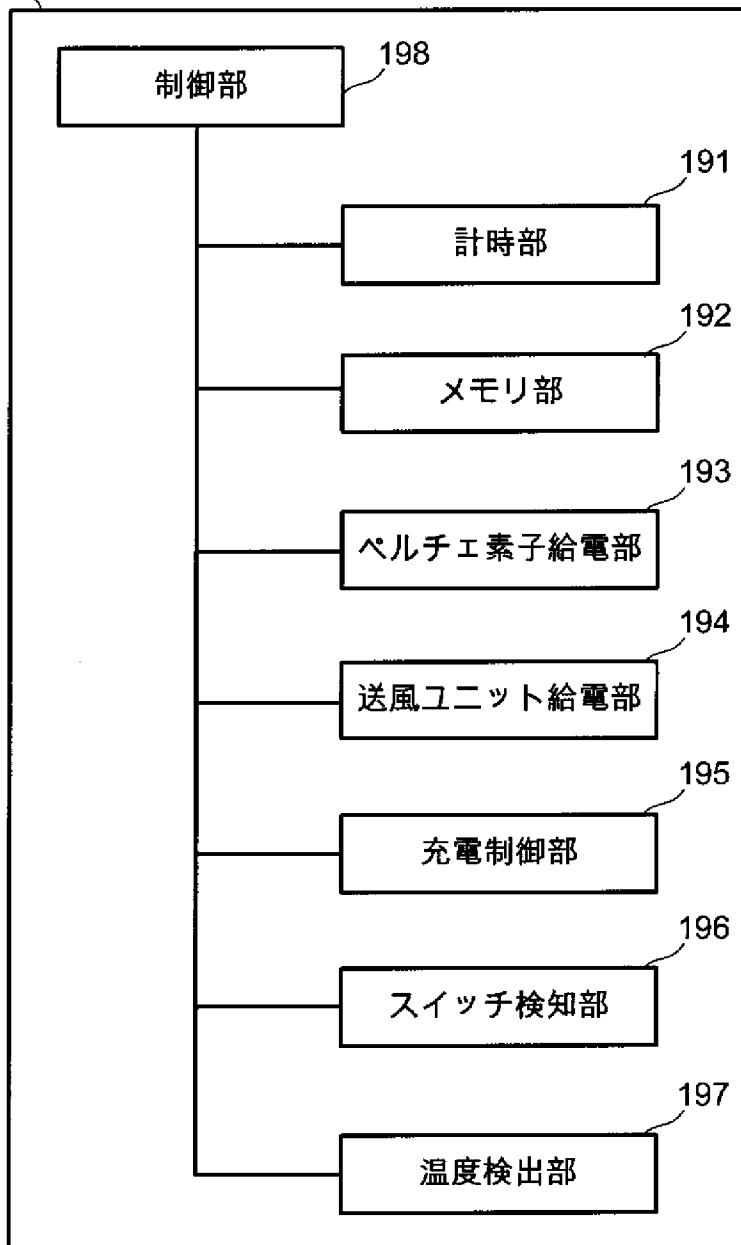 制御部
198
191
計時部
192
メモリ部
193
ペルチェ素子給電部
194
送風ユニット給電部
195
充電制御部
196
スイッチ検知部
197
温度検出部